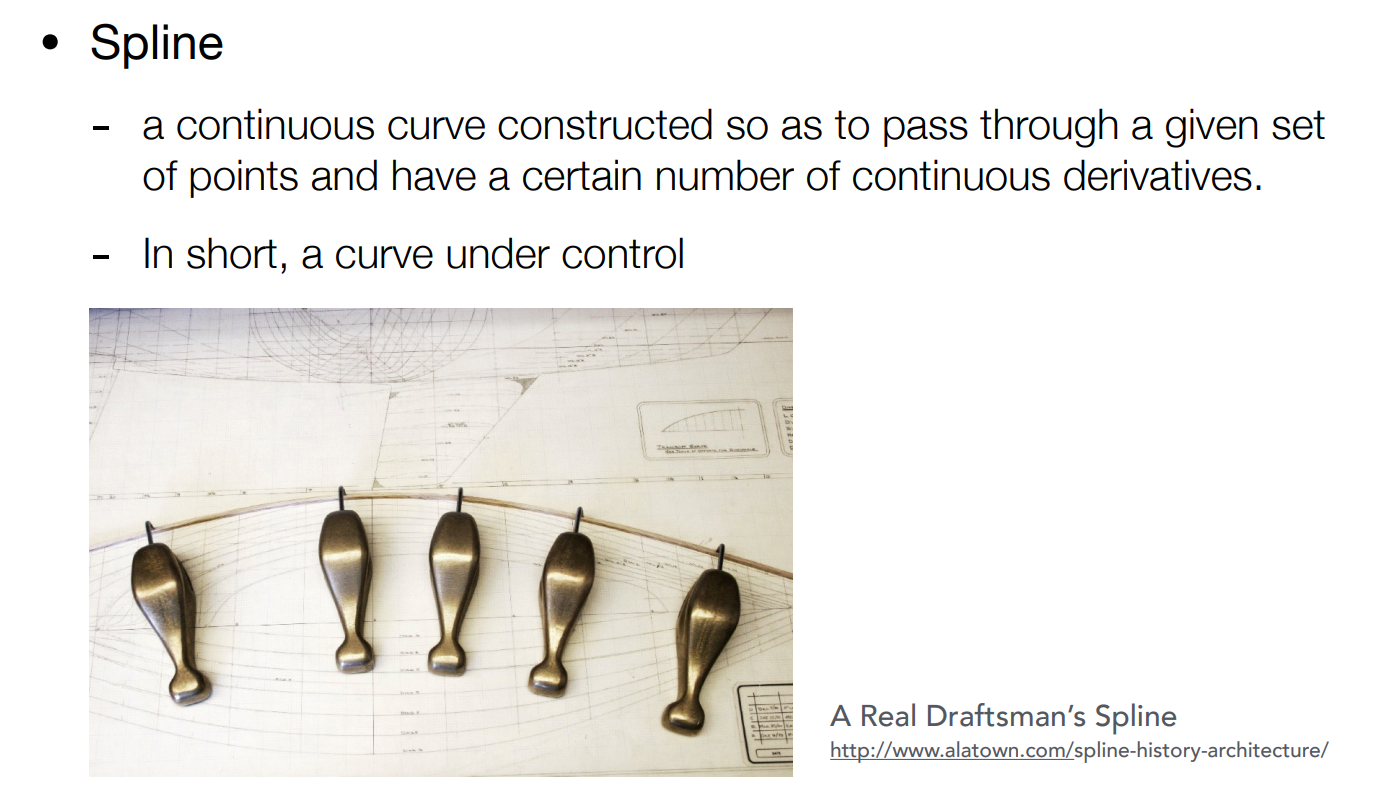 • Spline
- a continuous curve constructed so as to pass through a given set
of points and have a certain number of continuous derivatives.
- In short, a curve under control
A Real Draftsman's Spline
http://www.alatown.com/spline-history-architecture/